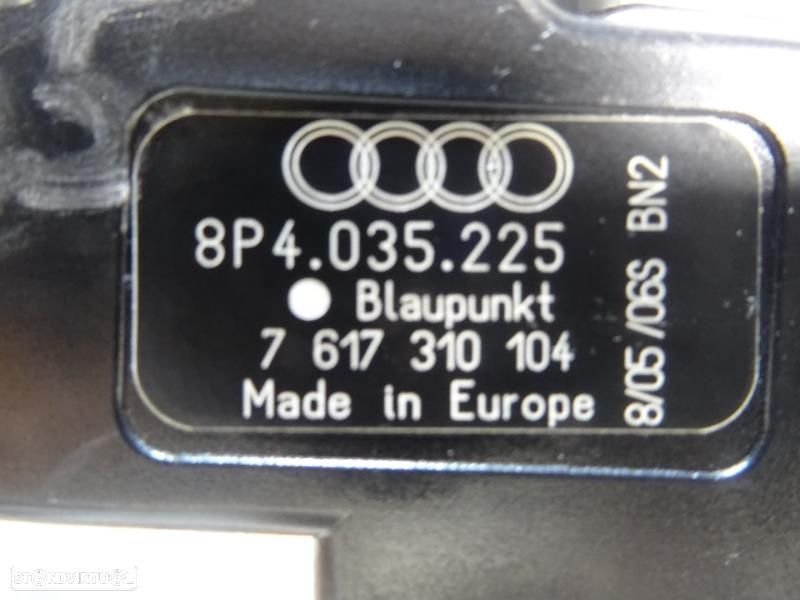 8P4.035.225
Blaupunkt
7 617 310 104
Made in Europe
8/05 /06S BN2